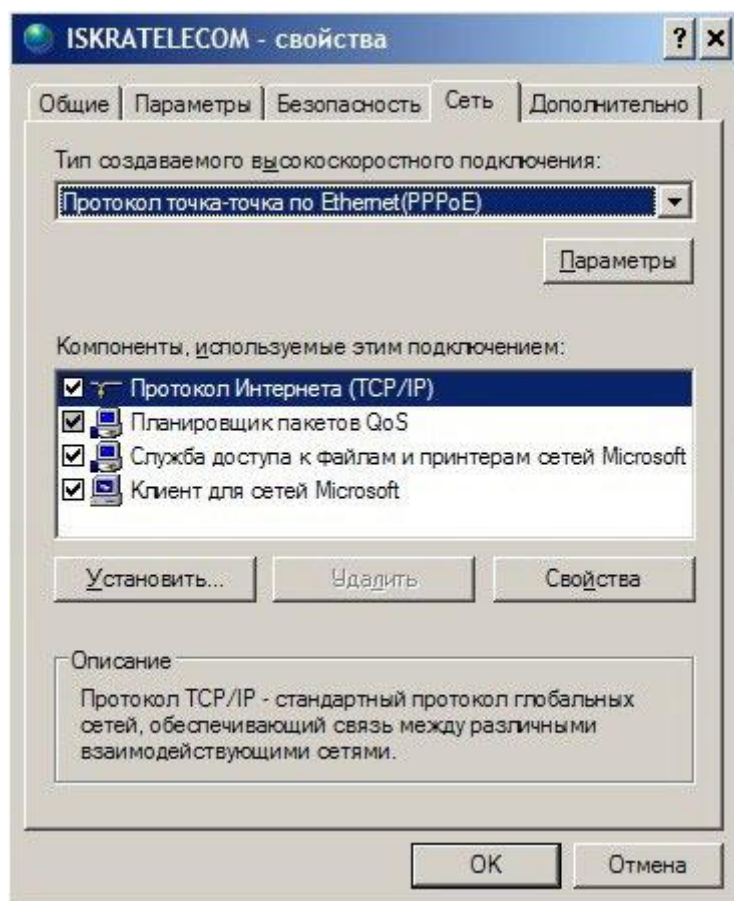 ISKRATELECOM - свойства
Общие Параметры Безопасность Сеть Дополнительно
Тип создаваемого высокоскоростного подключения:
Протокол точка-точка по Ethernet(PPPoE)
Параметры
Компоненты, используемые этим подключением:
Протокол Интернета (TCP/IP)
Планировщик пакетов QoS
Служба доступа к файлам и принтерам сетей Microsoft
Клиент для сетей Microsoft
Установить... Удалить Свойства
Описание
Протокол TCP/IP - стандартный протокол глобальных
сетей, обеспечивающий связь между различными
взаимодействующими сетями.
OK Отмена